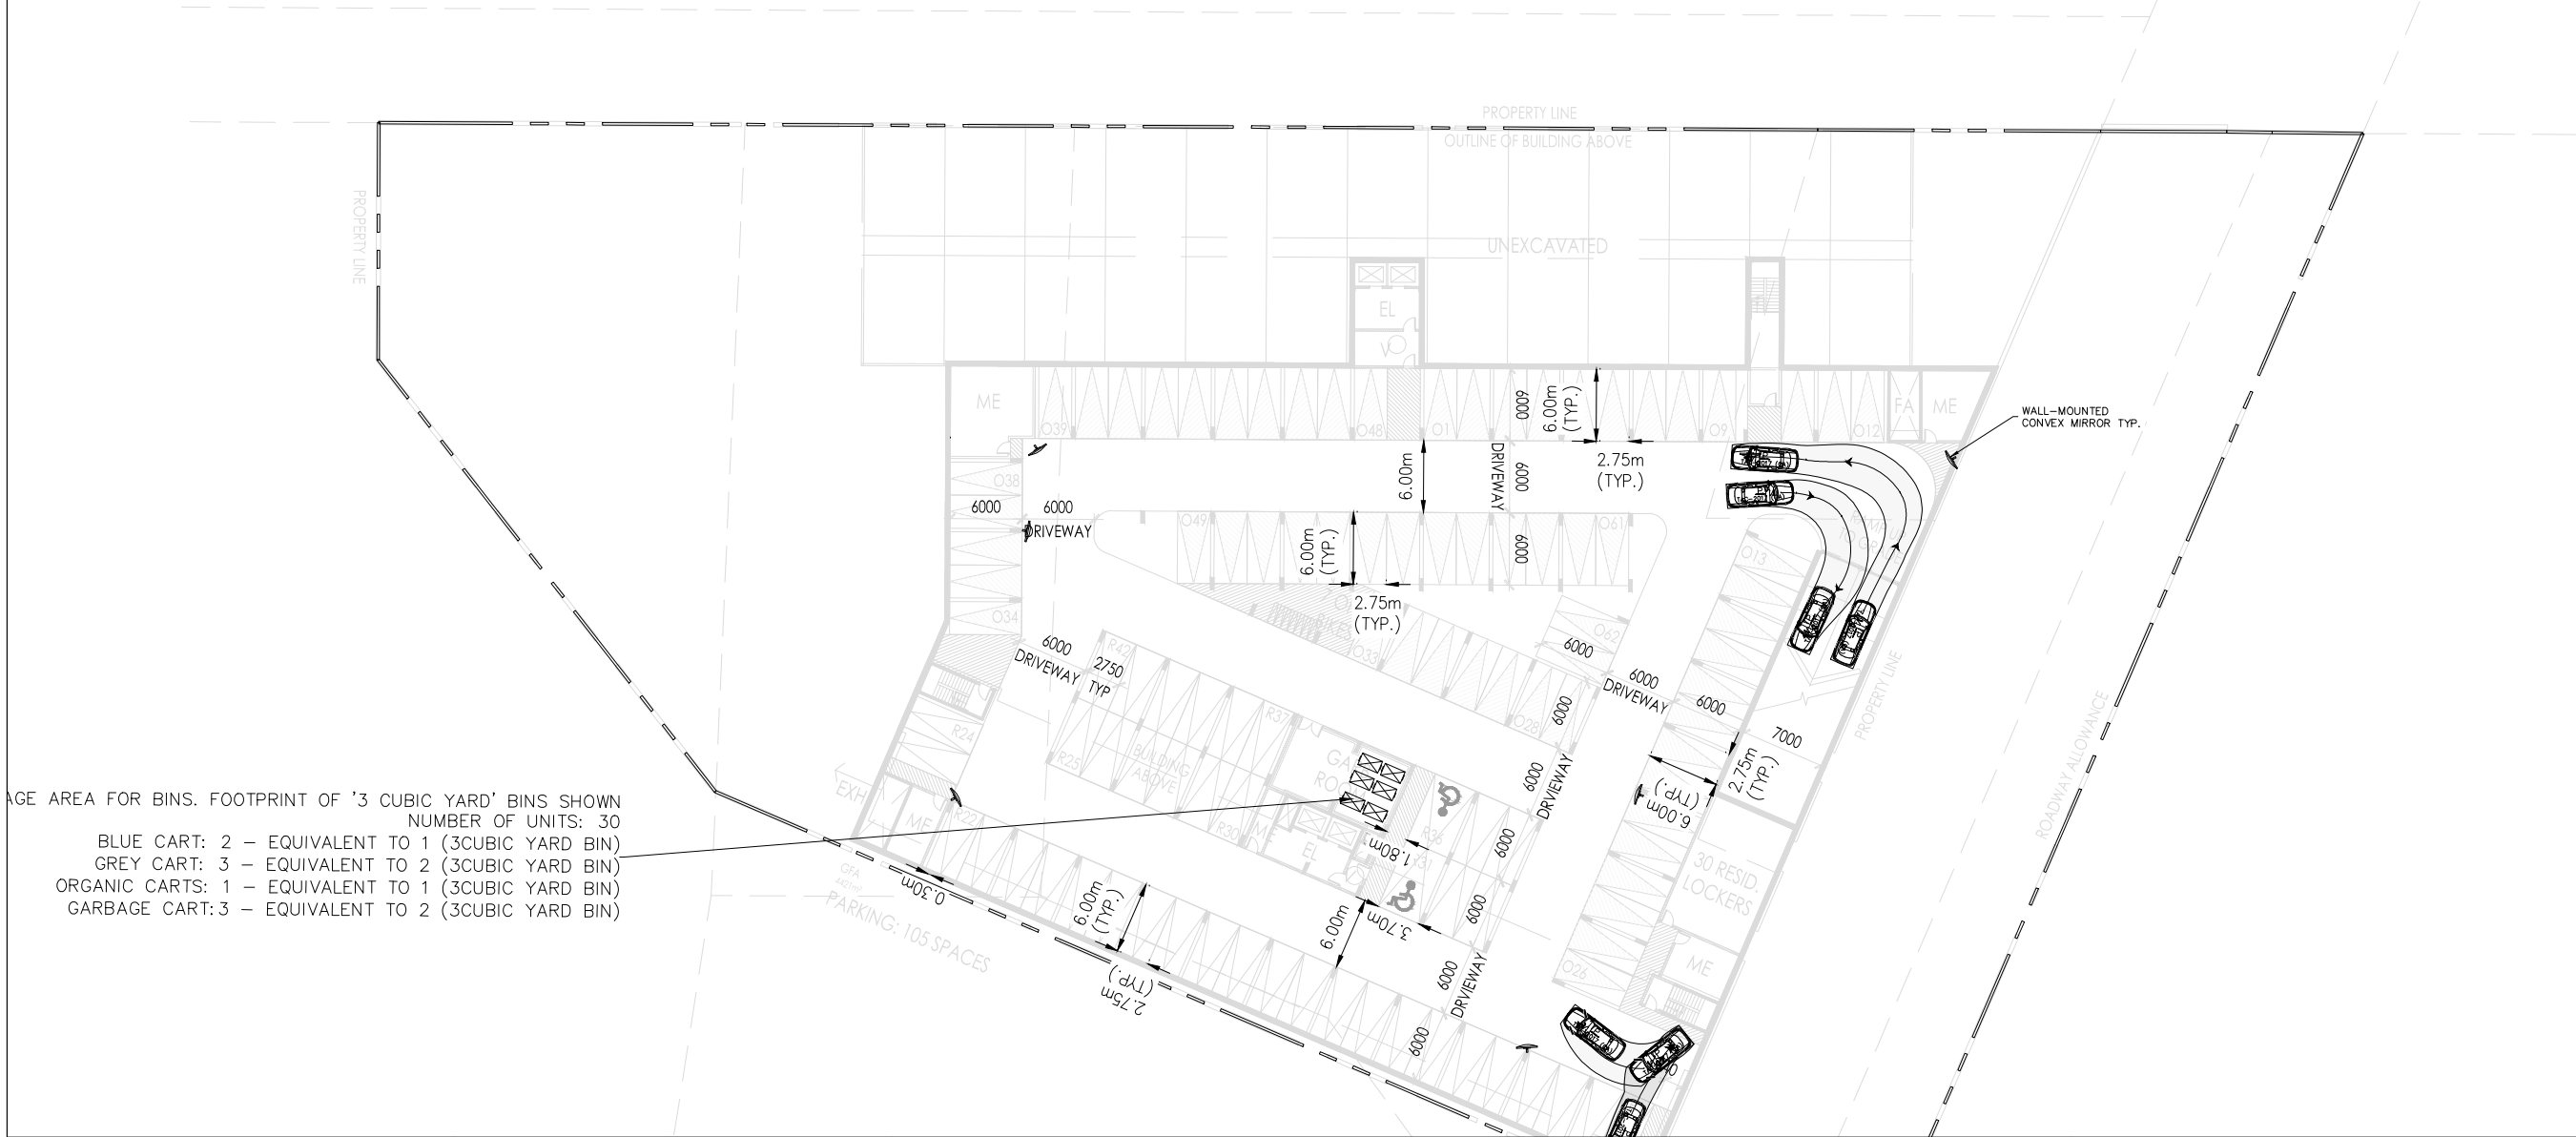 PROPERTY LINE
OUTLINE OF BUILDING ABOVE
PROPERTY LINE
UNEXCAVATED
EL
V
ME
O39
O48
O1
6000
6.00m
(TYP.)
O9
O12
FA
ME
WALL-MOUNTED
CONVEX MIRROR TYP.
O38
6000
6000
DRIVEWAY
6.00m
DRIVEWAY
6000
2.75m
(TYP.)
O49
6.00m
(TYP.)
6000
O61
O13
2.75m
(TYP.)
O34
O62
6000
O33
6000
DRIVEWAY
2750
TYP
R42
6000
DRIVEWAY
6000
PROPERTY LINE
R37
O28
6000
R24
R25
BUILDING
ABOVE
7000
2.75m
(TYP.)
6.00m
(TYP.)
ROADWAY ALLOWANCE
6000
DRVIEWAY
EXH
ME
R22
R30
ME
EL
R36
1.80m
6000
30 RESID.
LOCKERS
AGE AREA FOR BINS. FOOTPRINT OF '3 CUBIC YARD' BINS SHOWN
NUMBER OF UNITS: 30
BLUE CART: 2 – EQUIVALENT TO 1 (3CUBIC YARD BIN)
GREY CART: 3 – EQUIVALENT TO 2 (3CUBIC YARD BIN)
ORGANIC CARTS: 1 – EQUIVALENT TO 1 (3CUBIC YARD BIN)
GARBAGE CART: 3 – EQUIVALENT TO 2 (3CUBIC YARD BIN)
GFA
0.30m
PARKING: 105 SPACES
6.00m
(TYP.)
6.00m
3.70m
6000
6000
DRVIEWAY
O26
ME
2.75m
(TYP.)
6000